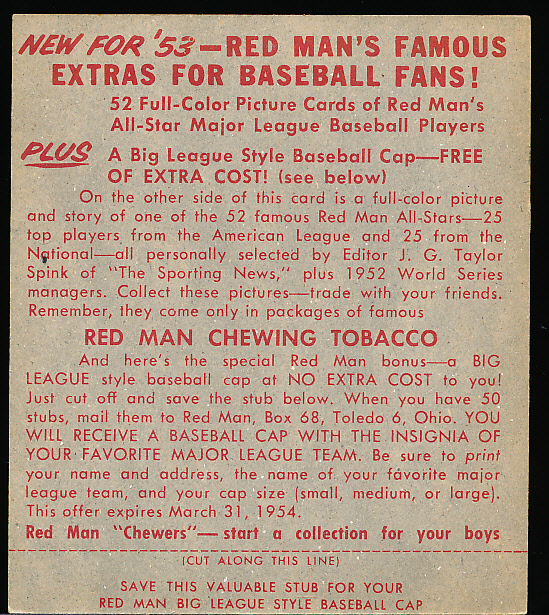 NEW FOR '53—RED MAN'S FAMOUS
EXTRAS FOR BASEBALL FANS!
52 Full-Color Picture Cards of Red Man's
All-Star Major League Baseball Players
PLUS A Big League Style Baseball Cap—FREE
OF EXTRA COST! (see below)
On the other side of this card is a full-color picture
and story of one of the 52 famous Red Man All-Stars—25
top players from the American League and 25 from the
National—all personally selected by Editor J. G. Taylor
Spink of "The Sporting News," plus 1952 World Series
managers. Collect these pictures—trade with your friends.
Remember, they come only in packages of famous
RED MAN CHEWING TOBACCO
And here's the special Red Man bonus—a BIG
LEAGUE style baseball cap at NO EXTRA COST to you!
Just cut off and save the stub below. When you have 50
stubs, mail them to Red Man, Box 68, Toledo 6, Ohio. YOU
WILL RECEIVE A BASEBALL CAP WITH THE INSIGNIA OF
YOUR FAVORITE MAJOR LEAGUE TEAM. Be sure to print
your name and address, the name of your favorite major
league team, and your cap size (small, medium, or large).
This offer expires March 31, 1954.
Red Man "Chewers"—start a collection for your boys
(CUT ALONG THIS LINE)
SAVE THIS VALUABLE STUB FOR YOUR
RED MAN BIG LEAGUE STYLE BASEBALL CAP